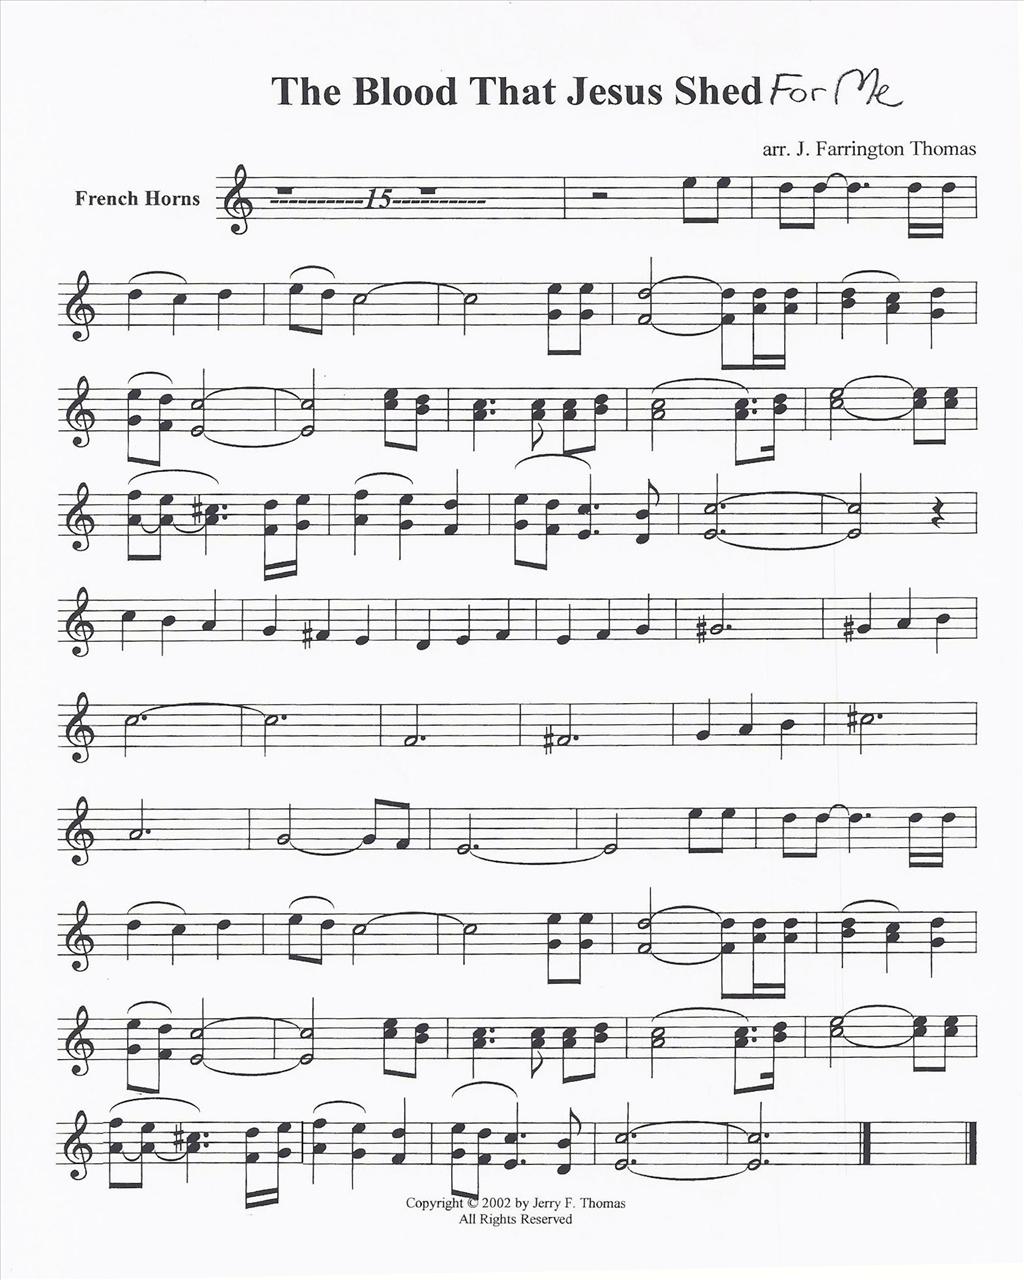 The Blood That Jesus Shed For Me
arr. J. Farrington Thomas
French Horns
15
Copyright © 2002 by Jerry F. Thomas
All Rights Reserved